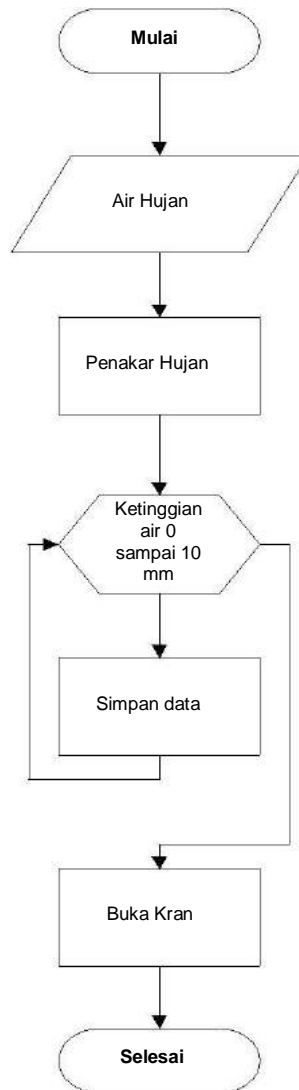 Mulai
Air Hujan
Penakar Hujan
Ketinggian
air 0
sampai 10
mm
Simpan data
Buka Kran
Selesai